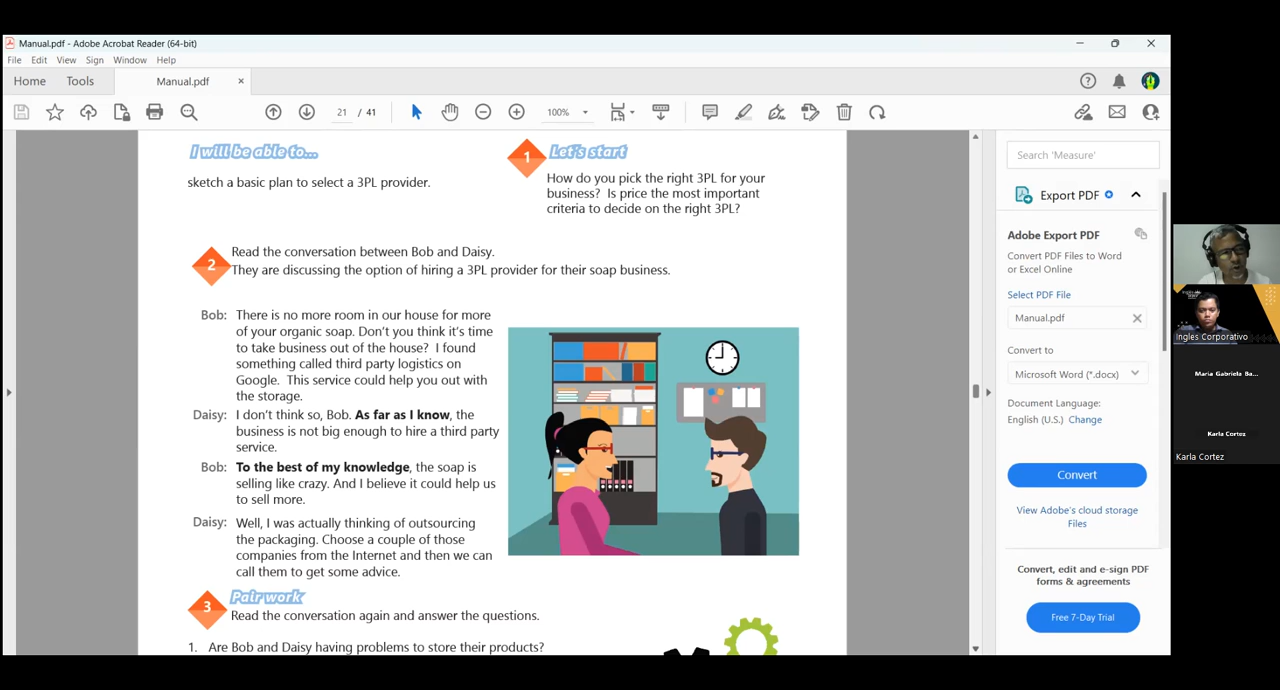 Manual.pdf - Adobe Acrobat Reader (64-bit)
File Edit View Sign Window Help
Home Tools Manual.pdf ×
21 / 41 100%
I will be able to...
sketch a basic plan to select a 3PL provider.
1 Let's start
How do you pick the right 3PL for your
business? Is price the most important
criteria to decide on the right 3PL?
2 Read the conversation between Bob and Daisy.
They are discussing the option of hiring a 3PL provider for their soap business.
Bob: There is no more room in our house for more
of your organic soap. Don't you think it's time
to take business out of the house? I found
something called third party logistics on
Google. This service could help you out with
the storage.
Daisy: I don't think so, Bob. As far as I know, the
business is not big enough to hire a third party
service.
Bob: To the best of my knowledge, the soap is
selling like crazy. And I believe it could help us
to sell more.
Daisy: Well, I was actually thinking of outsourcing
the packaging. Choose a couple of those
companies from the Internet and then we can
call them to get some advice.
3 Pair work
Read the conversation again and answer the questions.
1. Are Bob and Daisy having problems to store their products?
Search 'Measure'
Export PDF
Adobe Export PDF
Convert PDF Files to Word
or Excel Online
Select PDF File
Manual.pdf
Convert to
Microsoft Word (*.docx)
Document Language:
English (U.S.) Change
Convert
View Adobe's cloud storage
Files
Convert, edit and e-sign PDF
forms & agreements
Free 7-Day Trial
Ingles Corporativo
Maria Gabriela Ba...
Karla Cortez
Karla Cortez